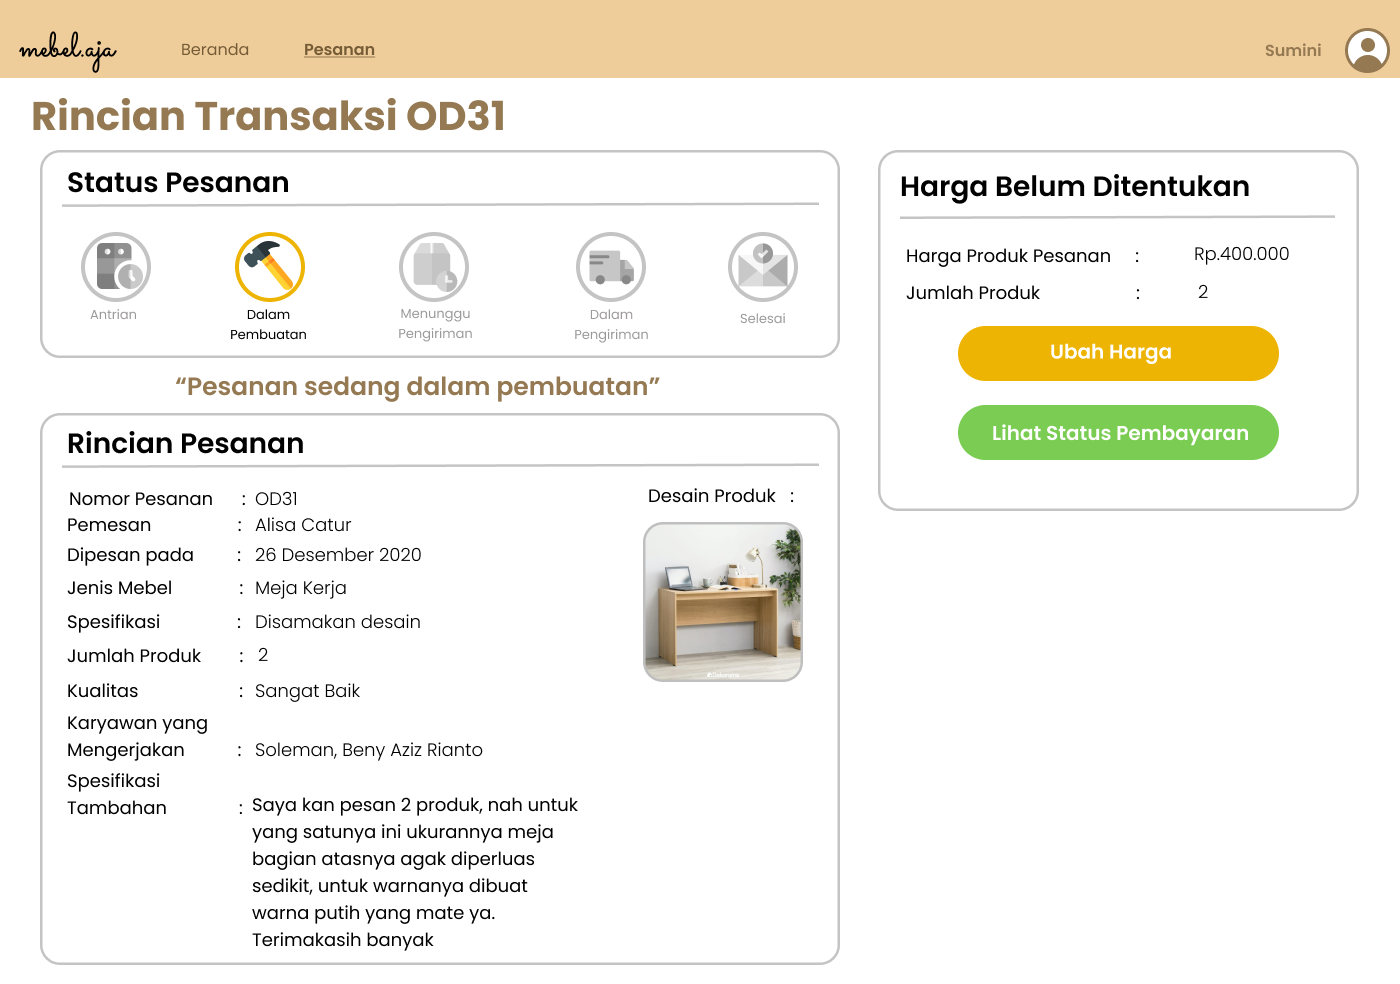 mebel.aja
Beranda
Pesanan
Sumini
Rincian Transaksi OD31
Status Pesanan
Antrian
Dalam
Pembuatan
Menunggu
Pengiriman
Dalam
Pengiriman
Selesai
“Pesanan sedang dalam pembuatan”
Rincian Pesanan
Nomor Pesanan : OD31
Pemesan : Alisa Catur
Dipesan pada : 26 Desember 2020
Jenis Mebel : Meja Kerja
Spesifikasi : Disamakan desain
Jumlah Produk : 2
Kualitas : Sangat Baik
Karyawan yang
Mengerjakan : Soleman, Beny Aziz Rianto
Spesifikasi
Tambahan : Saya kan pesan 2 produk, nah untuk
yang satunya ini ukurannya meja
bagian atasnya agak diperluas
sedikit, untuk warnanya dibuat
warna putih yang mate ya.
Terimakasih banyak
Desain Produk :
Harga Belum Ditentukan
Harga Produk Pesanan : Rp.400.000
Jumlah Produk : 2
Ubah Harga
Lihat Status Pembayaran